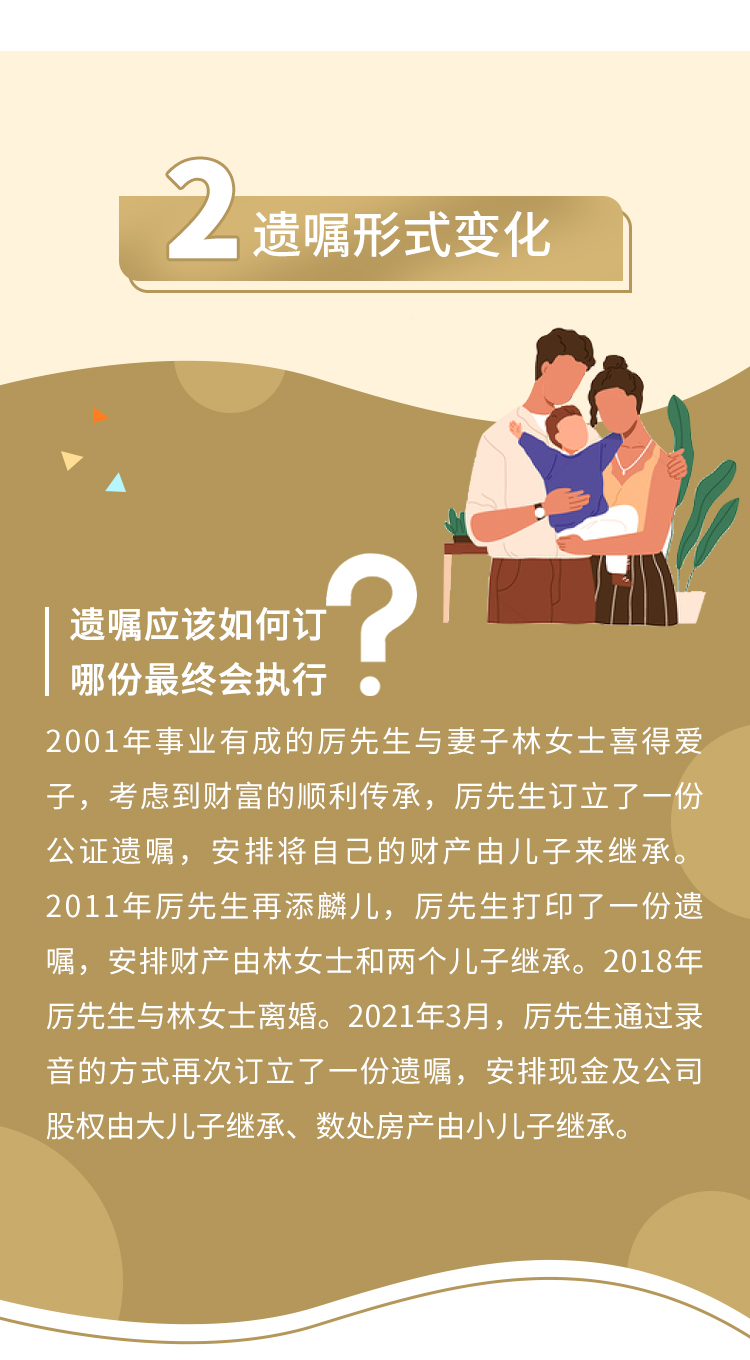 2 遗嘱形式变化
遗嘱应该如何订
哪份最终会执行
?
2001年事业有成的厉先生与妻子林女士喜得爱
子，考虑到财富的顺利传承，厉先生订立了一份
公证遗嘱，安排将自己的财产由儿子来继承。
2011年厉先生再添麟儿，厉先生打印了一份遗
嘱，安排财产由林女士和两个儿子继承。2018年
厉先生与林女士离婚。2021年3月，厉先生通过录
音的方式再次订立了一份遗嘱，安排现金及公司
股权由大儿子继承、数处房产由小儿子继承。